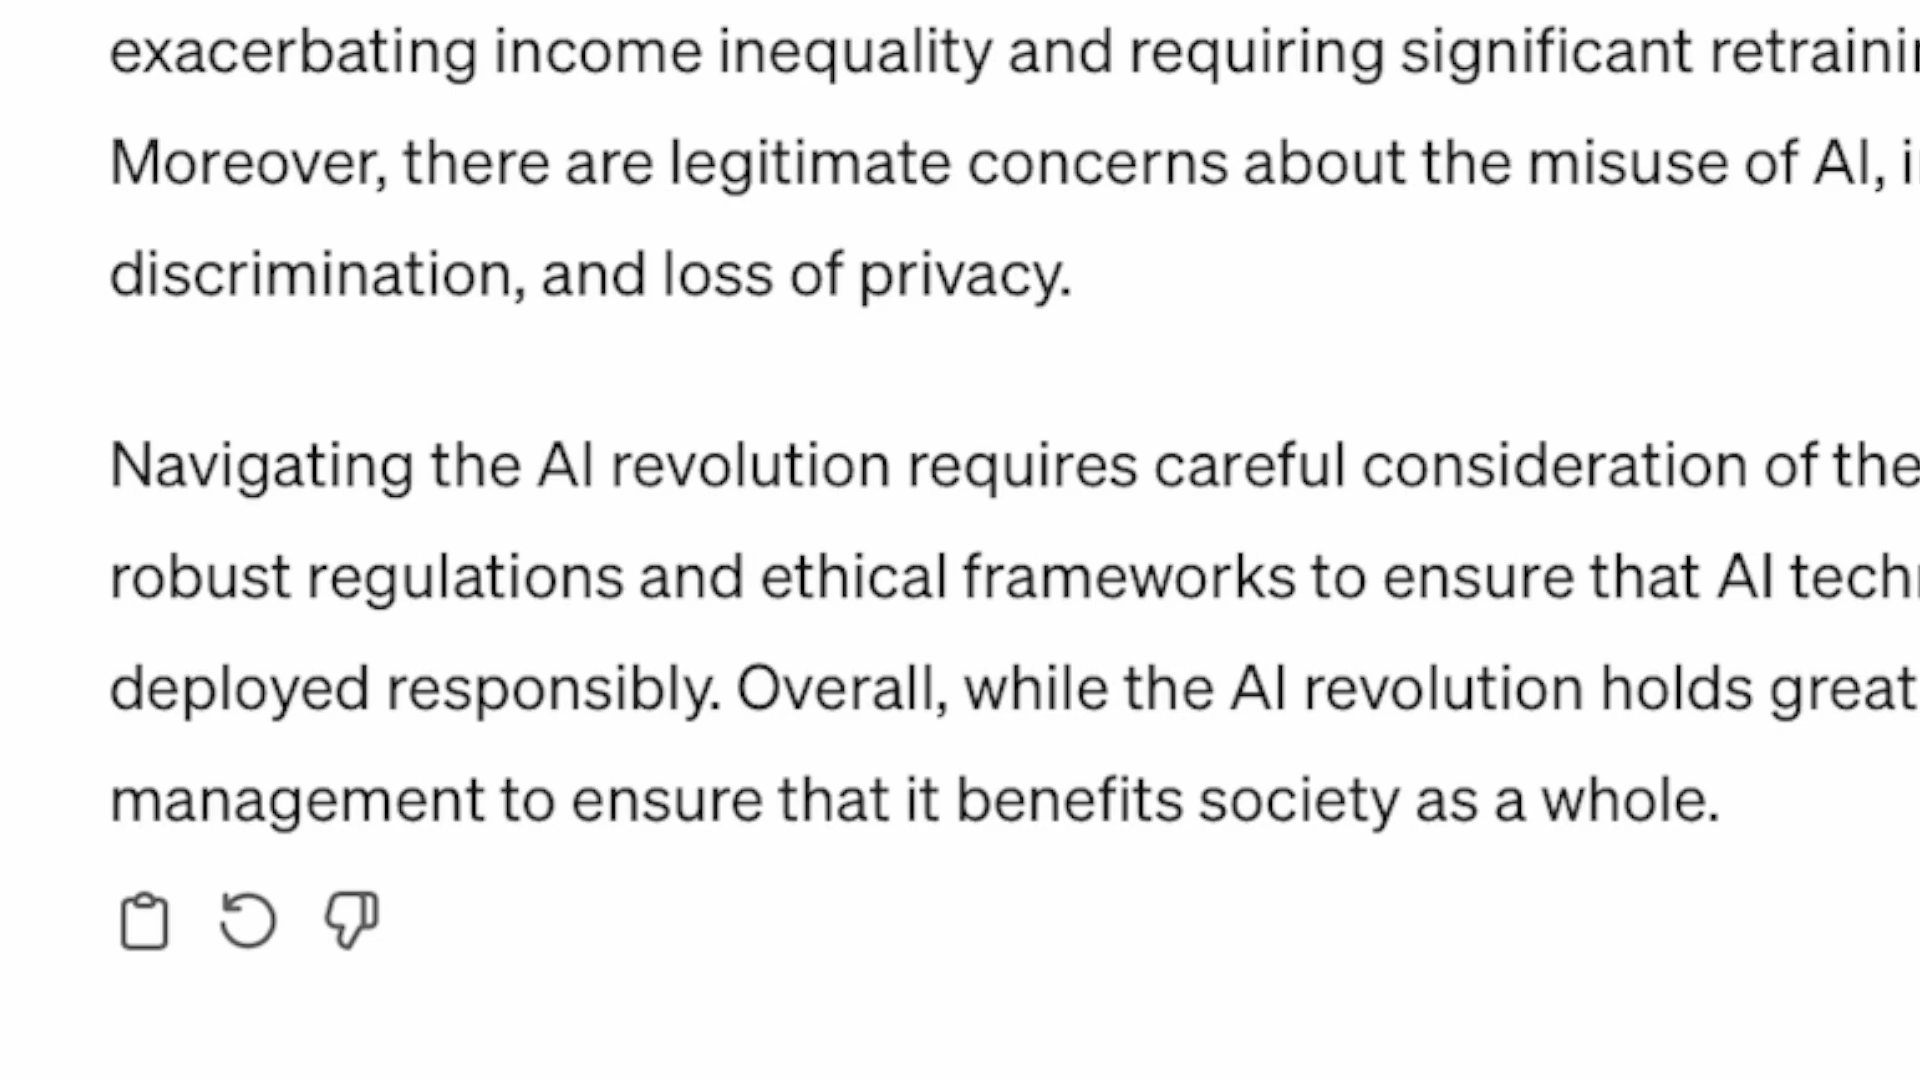 exacerbating income inequality and requiring significant
Moreover, there are legitimate concerns about the misuse of AI,
discrimination, and loss of privacy.
Navigating the AI revolution requires careful consideration of the
robust regulations and ethical frameworks to ensure that AI
deployed responsibly. Overall, while the AI revolution holds great
management to ensure that it benefits society as a whole.